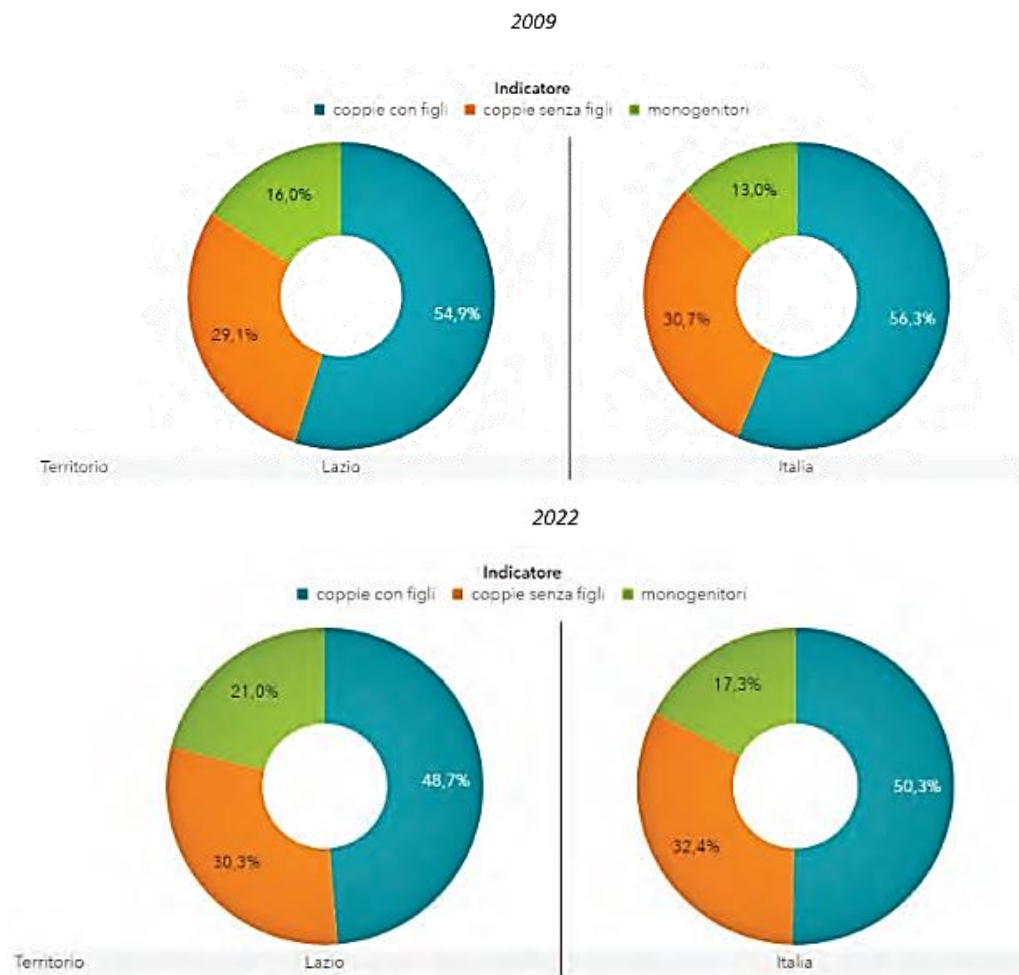 2009
Indicatore
coppie con figli coppie senza figli monogenitori
16,0% 13,0%
54,9% 56,3%
29,1% 30,7%
Territorio Lazio Italia
2022
Indicatore
coppie con figli coppie senza figli monogenitori
21,0% 17,3%
48,7% 50,3%
30,3% 32,4%
Territorio Lazio Italia